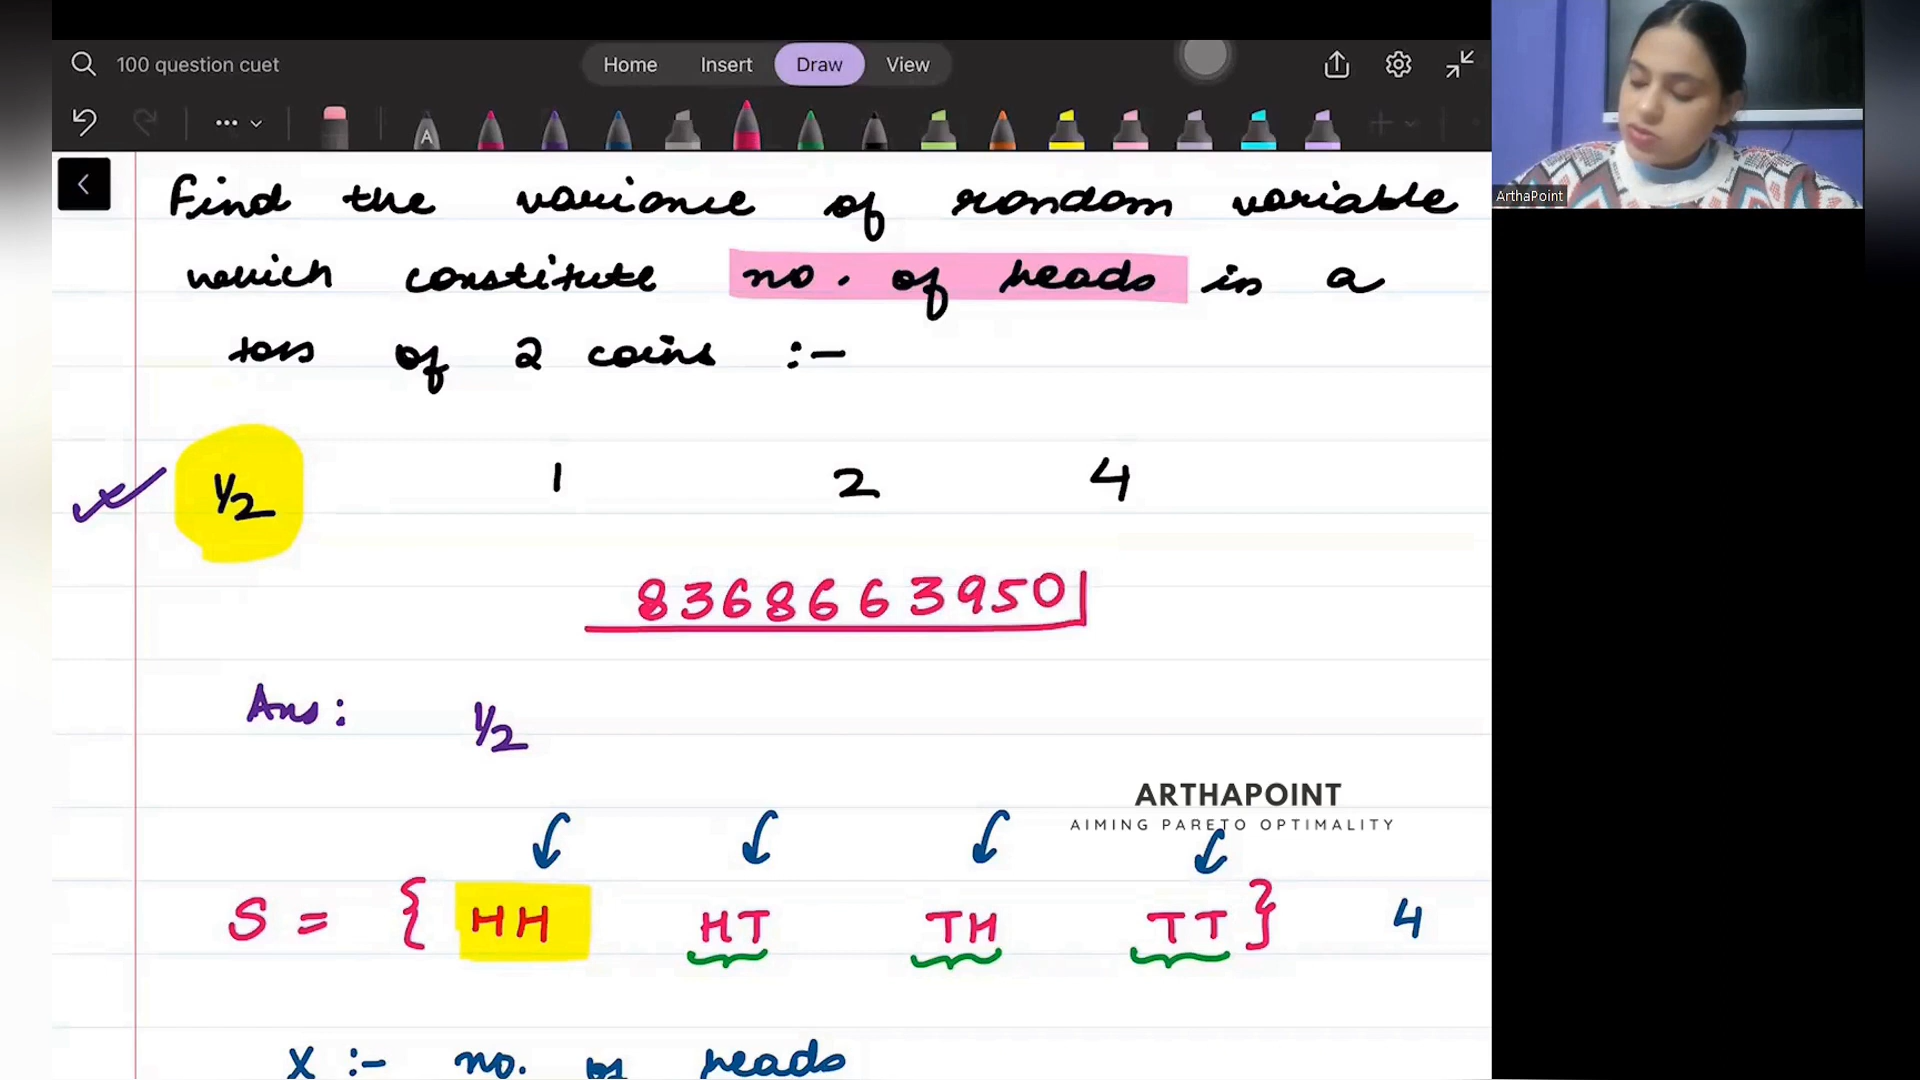 100 question cuet
Home Insert Draw View
A
ArthaPoint
Find the variance of random variable
which constitute no. of heads in a
toss of 2 coins :-
1/2 1 2 4
8368663950
Ans: 1/2
ARTHAPOINT
AIMING PARETO OPTIMALITY
S = { HH HT TH TT } 4
X :- no. of heads